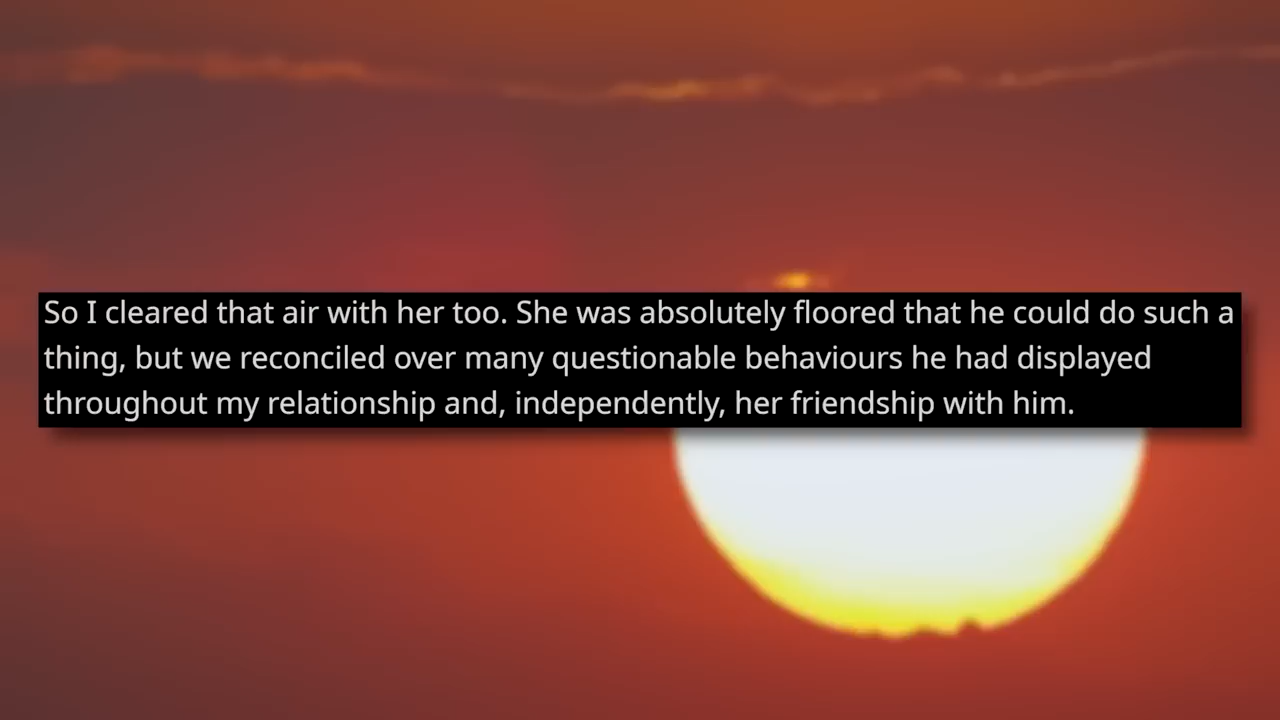 So I cleared that air with her too. She was absolutely floored that he could do such a
thing, but we reconciled over many questionable behaviours he had displayed
throughout my relationship and, independently, her friendship with him.